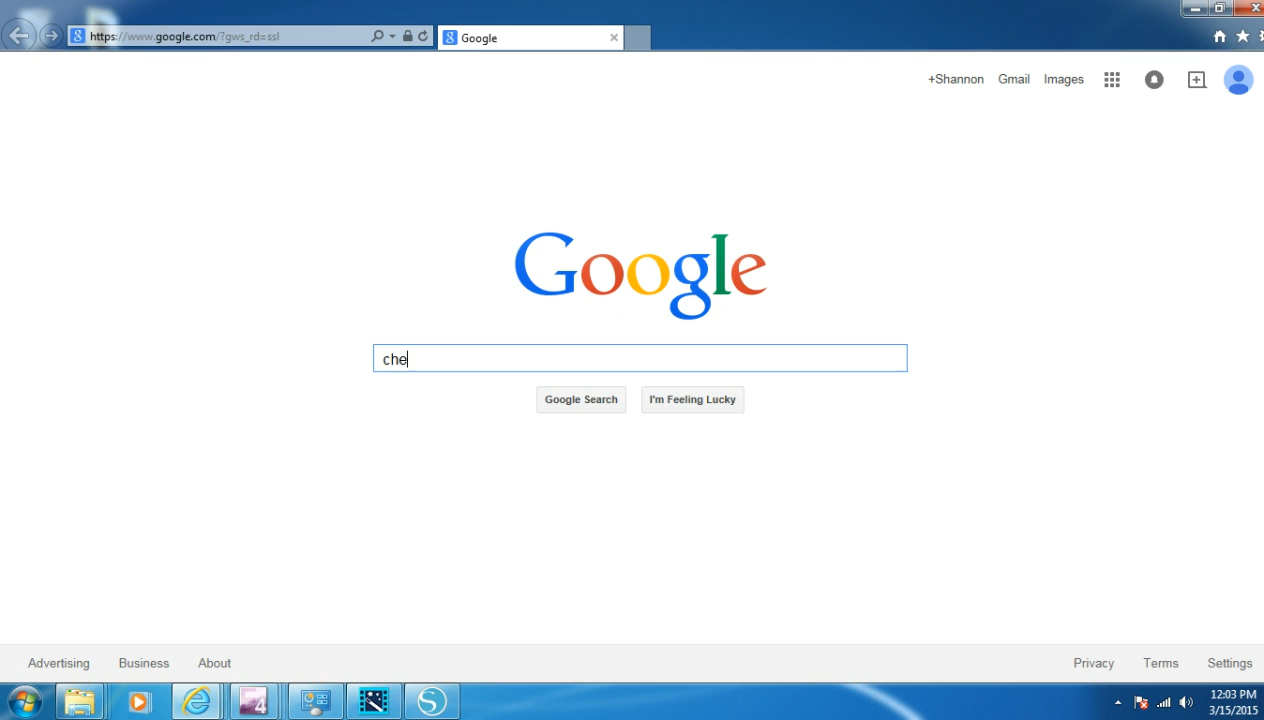 https://www.google.com/?gws_rd=ssl
Google
+Shannon Gmail Images
Google
che
Google Search I'm Feeling Lucky
Advertising Business About Privacy Terms Settings
4
S
12:03 PM
3/15/2015